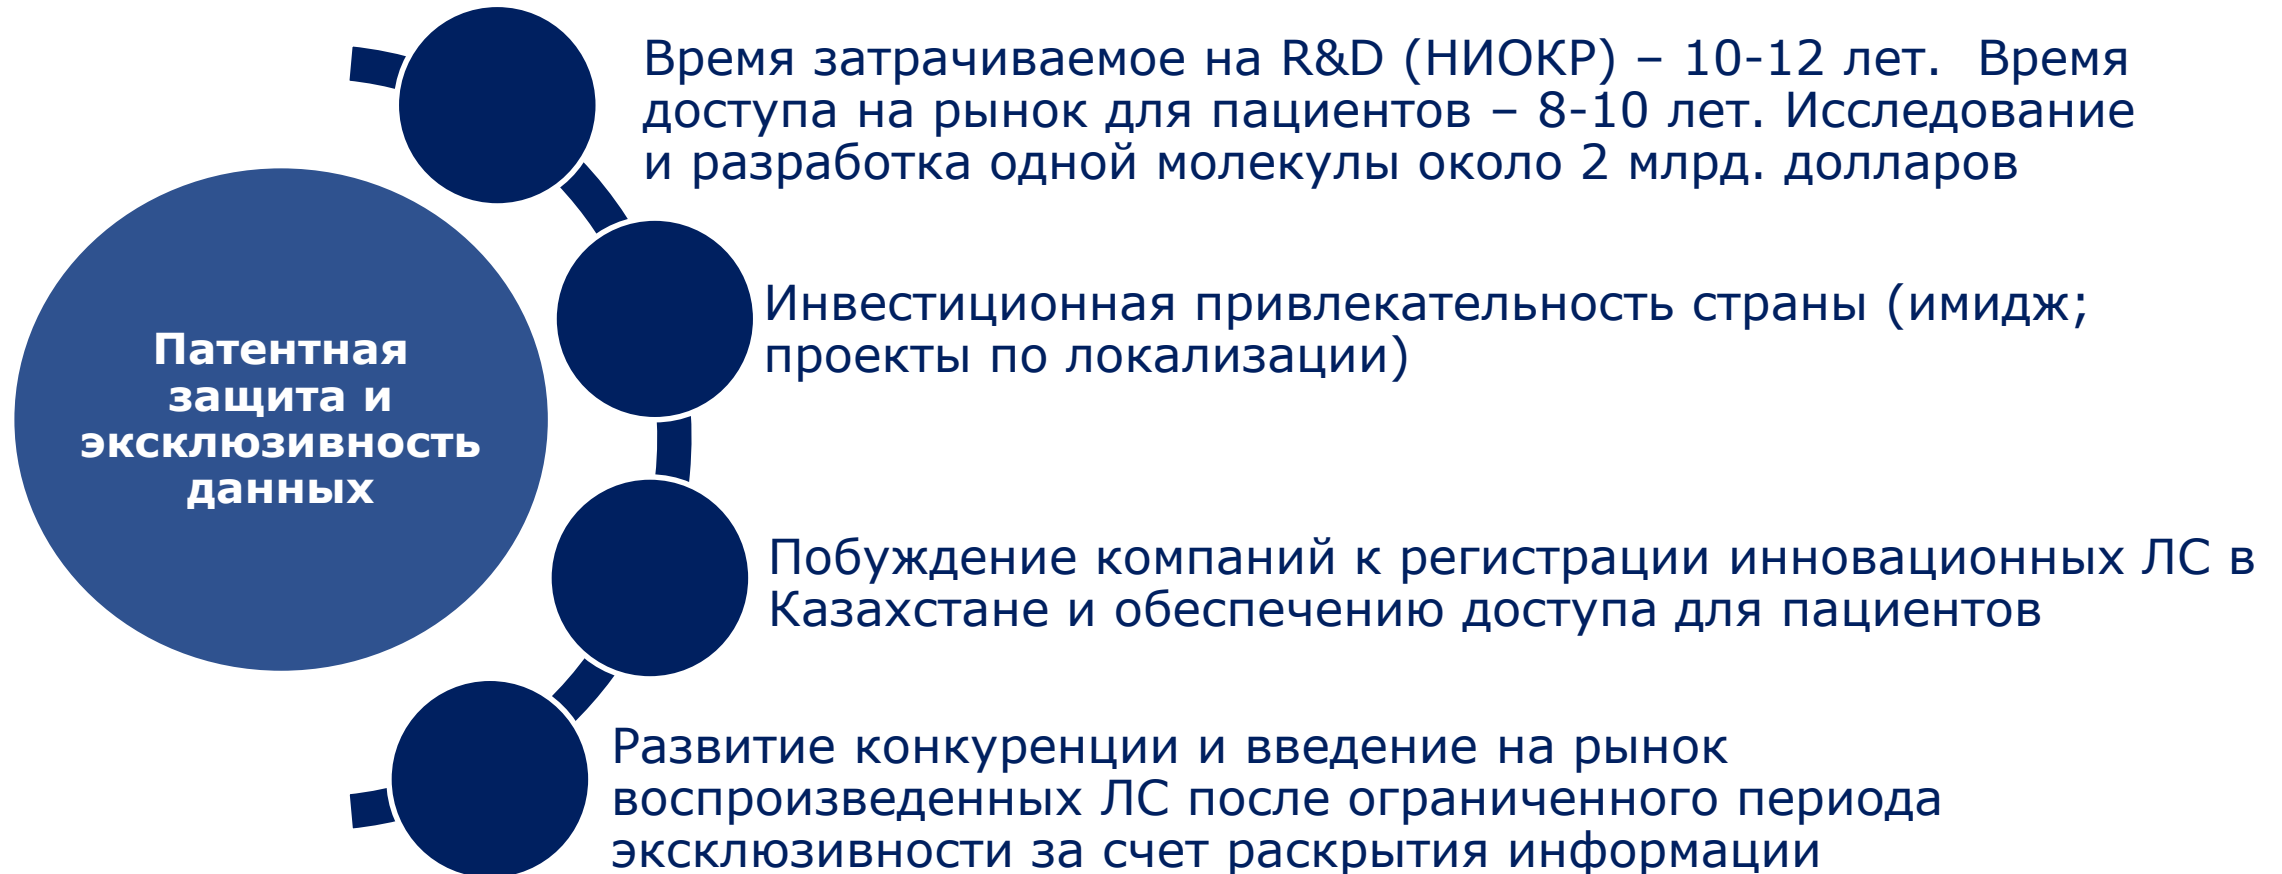 Патентная
защита и
эксклюзивность
данных
Время затрачиваемое на R&D (НИОКР) – 10-12 лет.  Время
доступа на рынок для пациентов – 8-10 лет. Исследование
и разработка одной молекулы около 2 млрд. долларов
Инвестиционная привлекательность страны (имидж;
проекты по локализации)
Побуждение компаний к регистрации инновационных ЛС в
Казахстане и обеспечению доступа для пациентов
Развитие конкуренции и введение на рынок
воспроизведенных ЛС после ограниченного периода
эксклюзивности за счет раскрытия информации